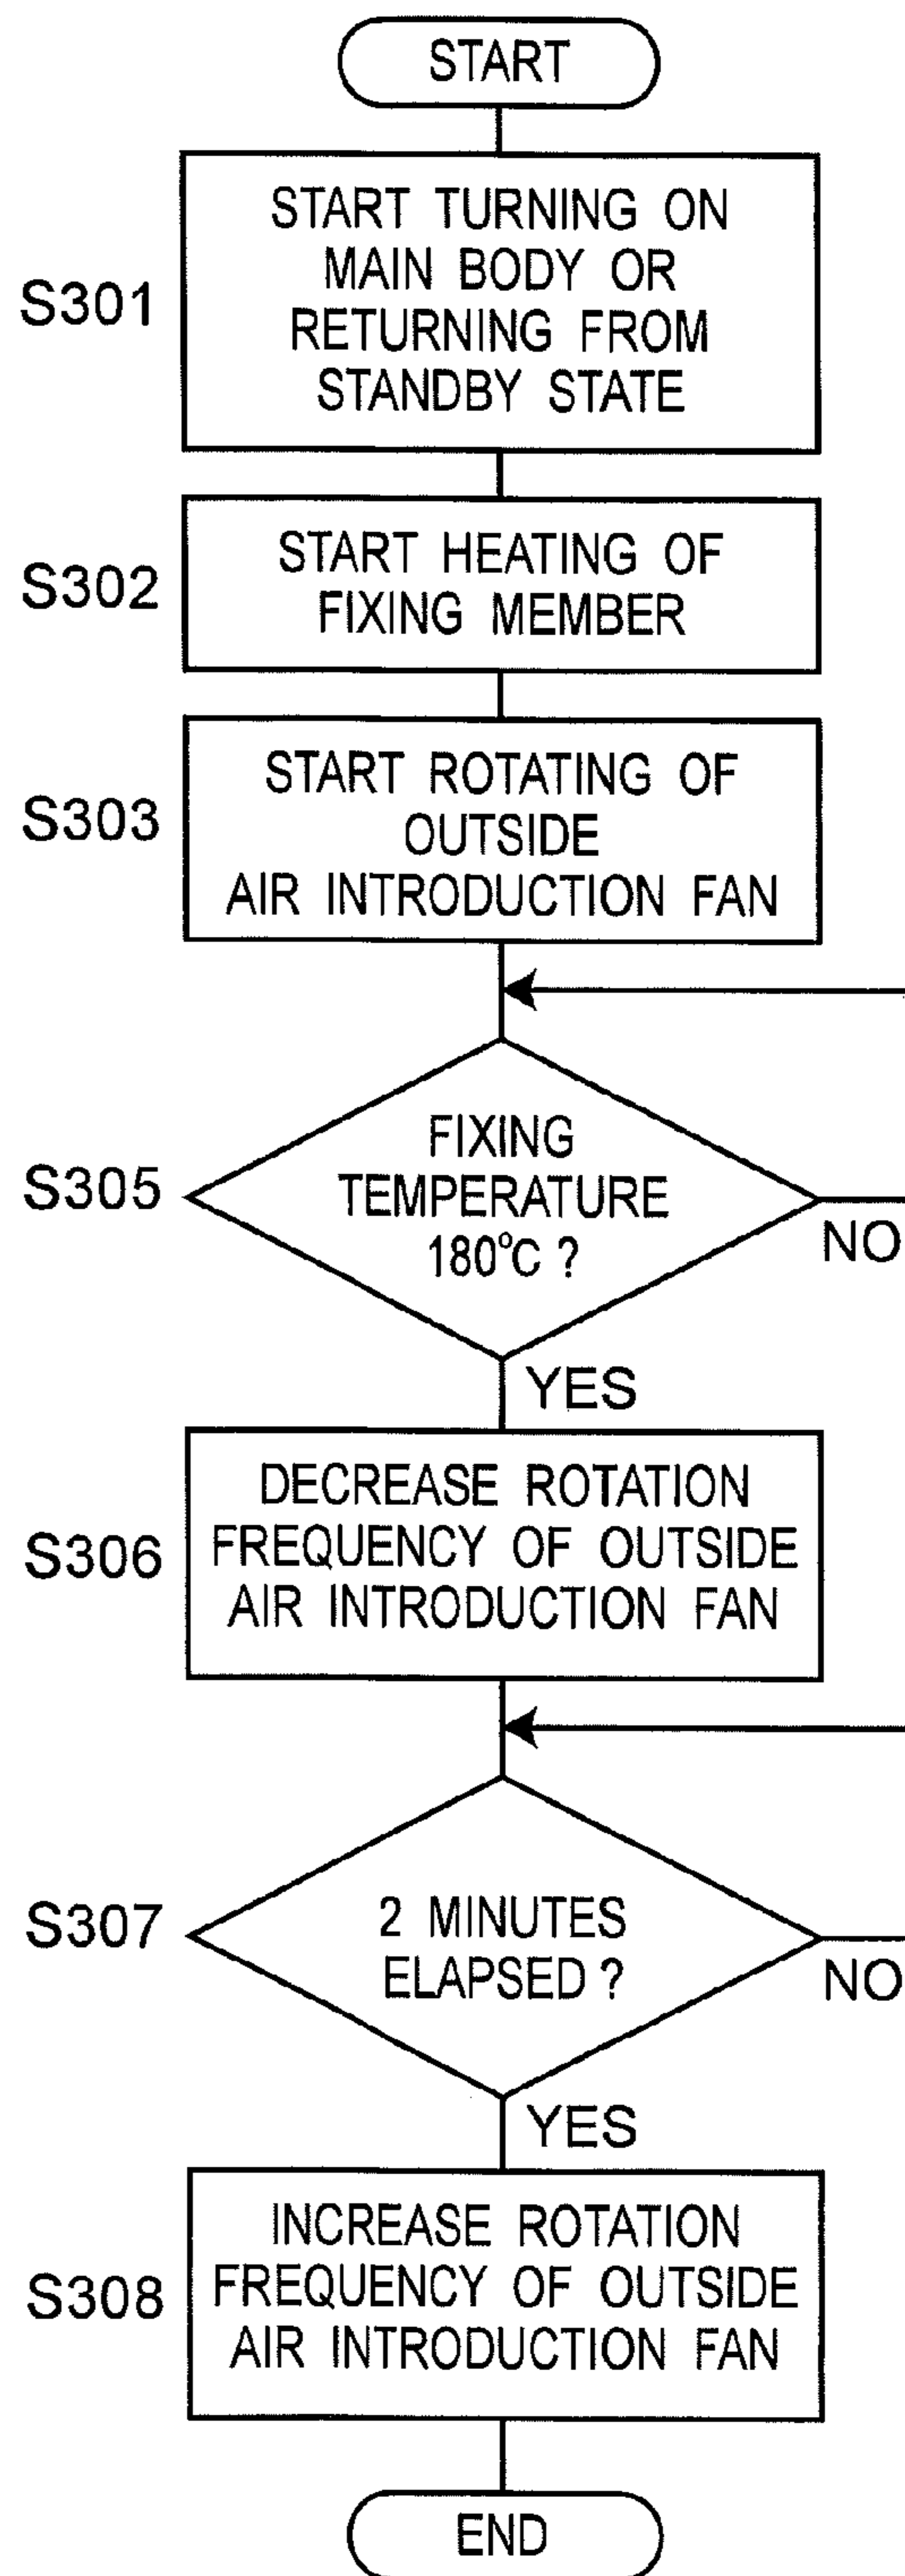 START
S301
START TURNING ON
MAIN BODY OR
RETURNING FROM
STANDBY STATE
S302
START HEATING OF
FIXING MEMBER
S303
START ROTATING OF
OUTSIDE
AIR INTRODUCTION FAN
S305
FIXING
TEMPERATURE
180°C ?
NO
YES
S306
DECREASE ROTATION
FREQUENCY OF OUTSIDE
AIR INTRODUCTION FAN
S307
2 MINUTES
ELAPSED ?
NO
YES
S308
INCREASE ROTATION
FREQUENCY OF OUTSIDE
AIR INTRODUCTION FAN
END